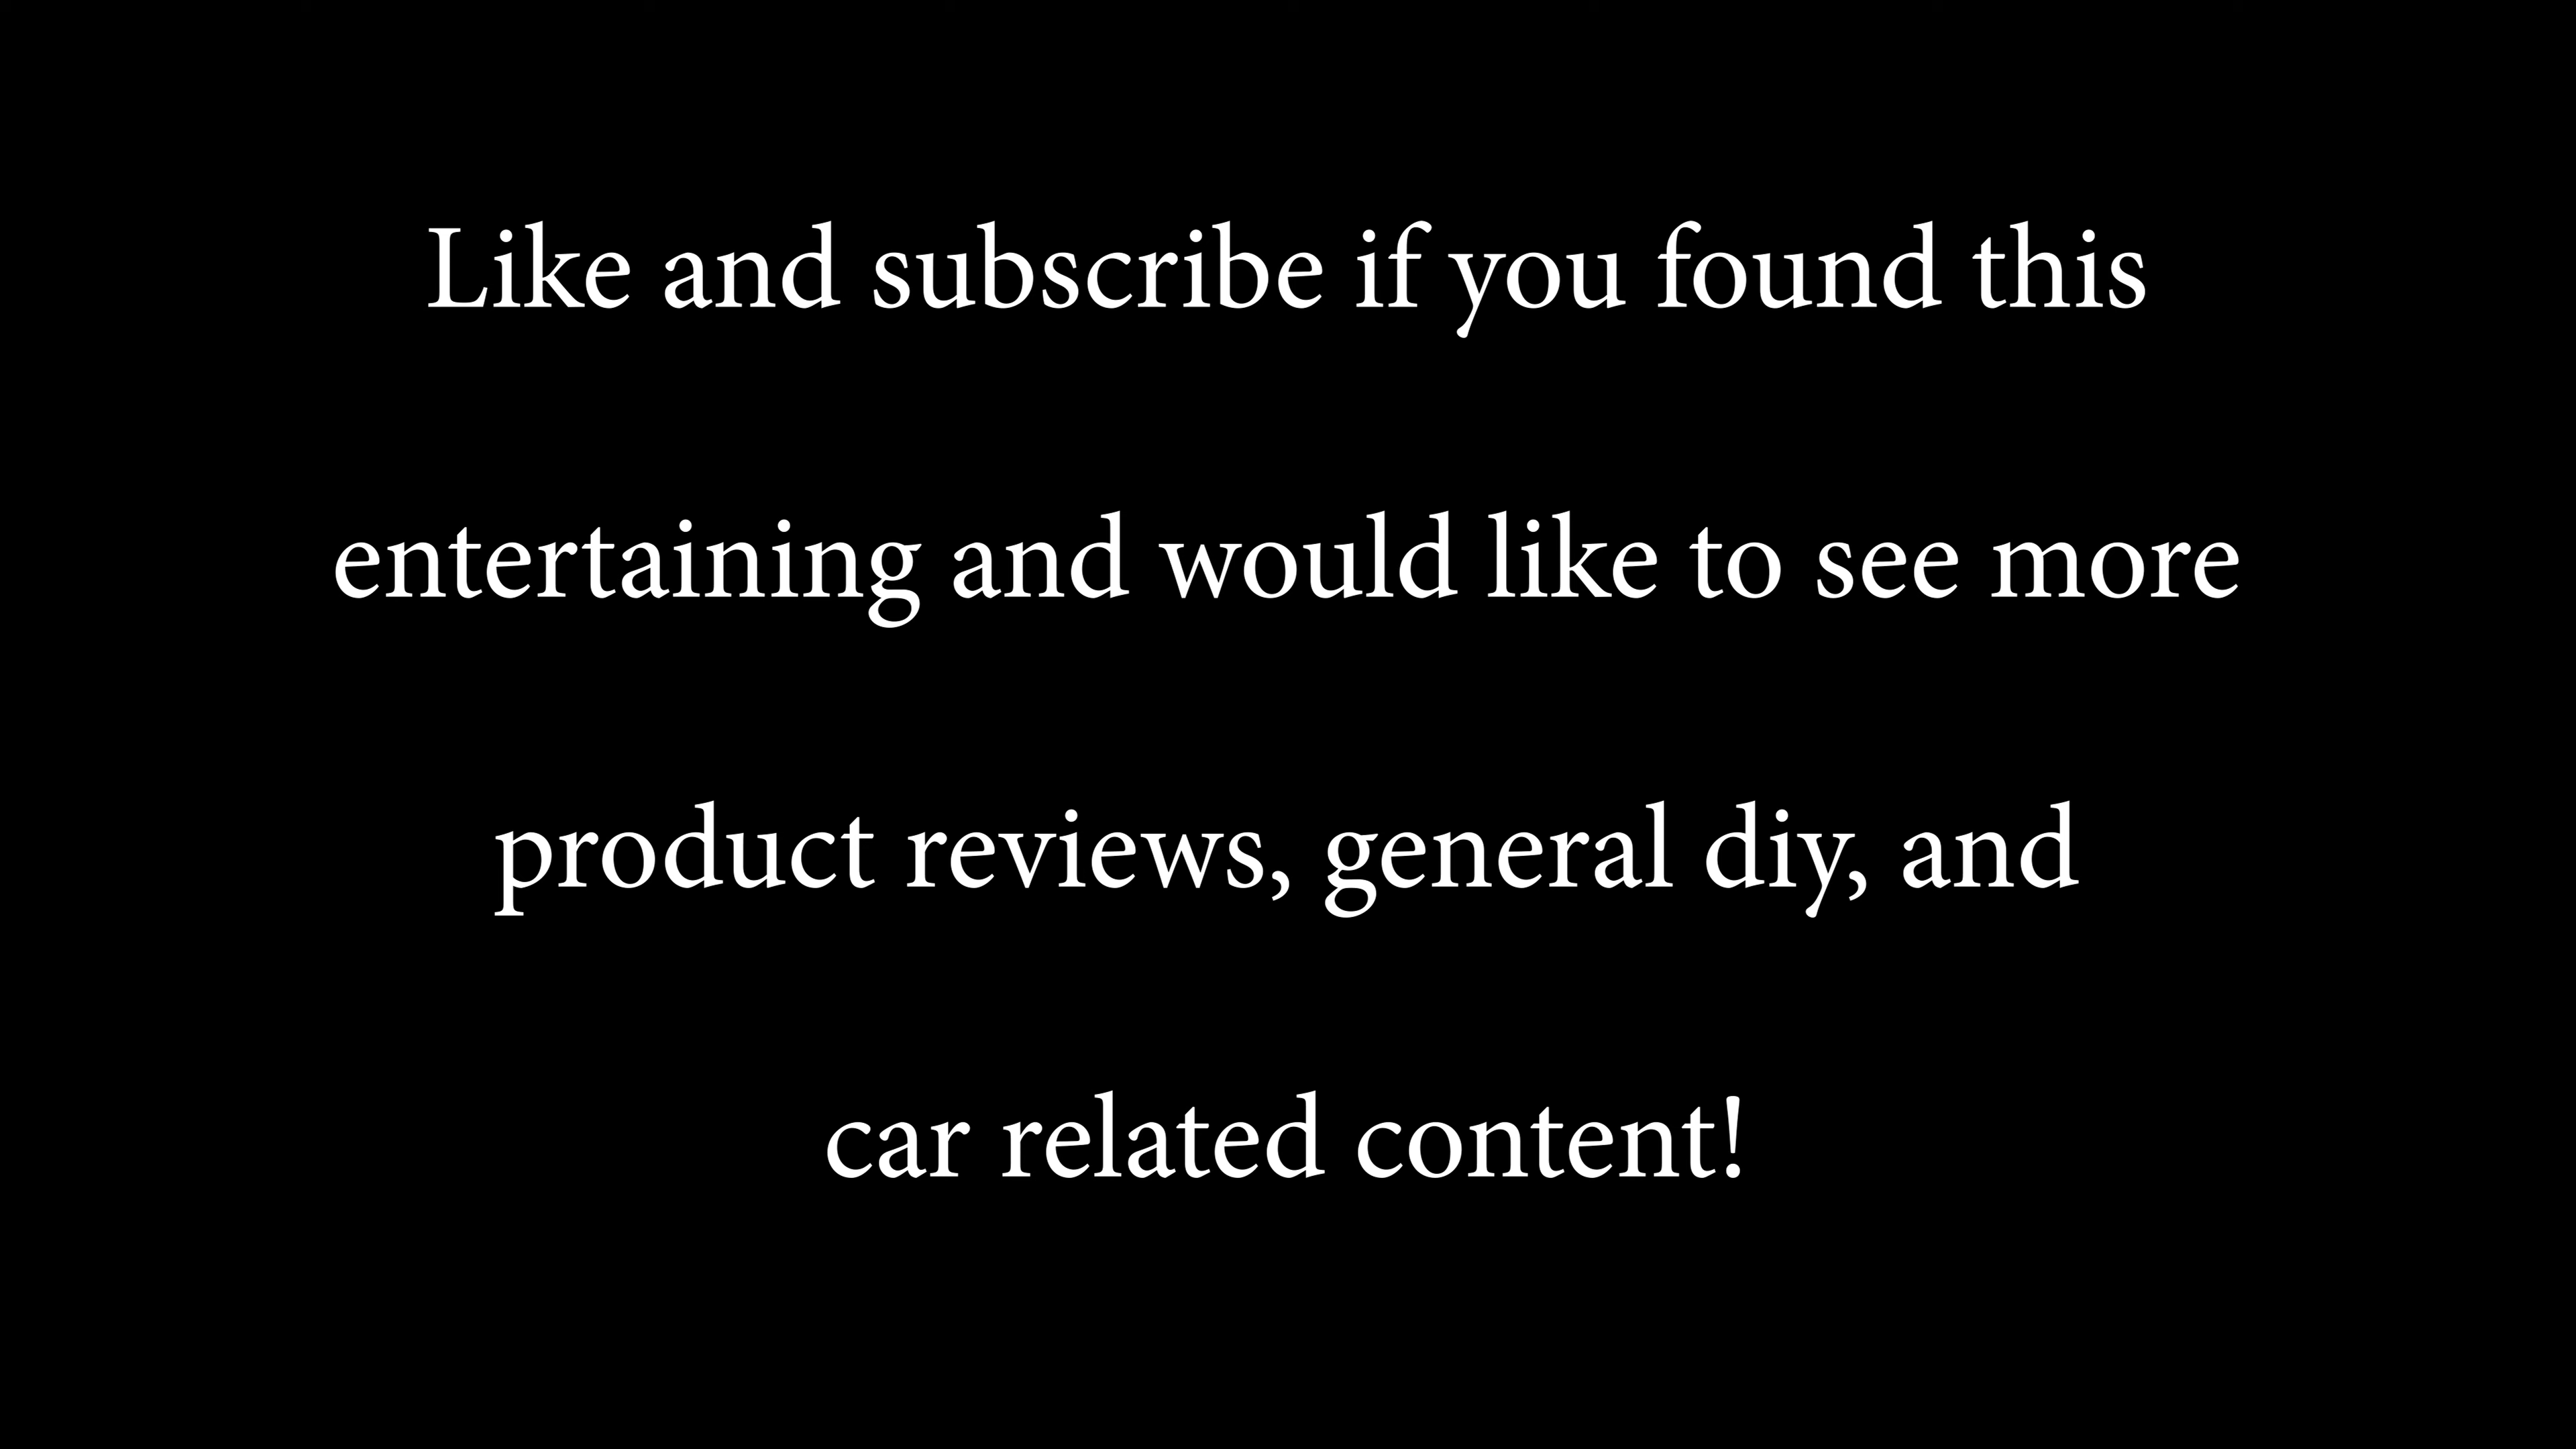 Like and subscribe if you found this
entertaining and would like to see more
product reviews, general diy, and
car related content!